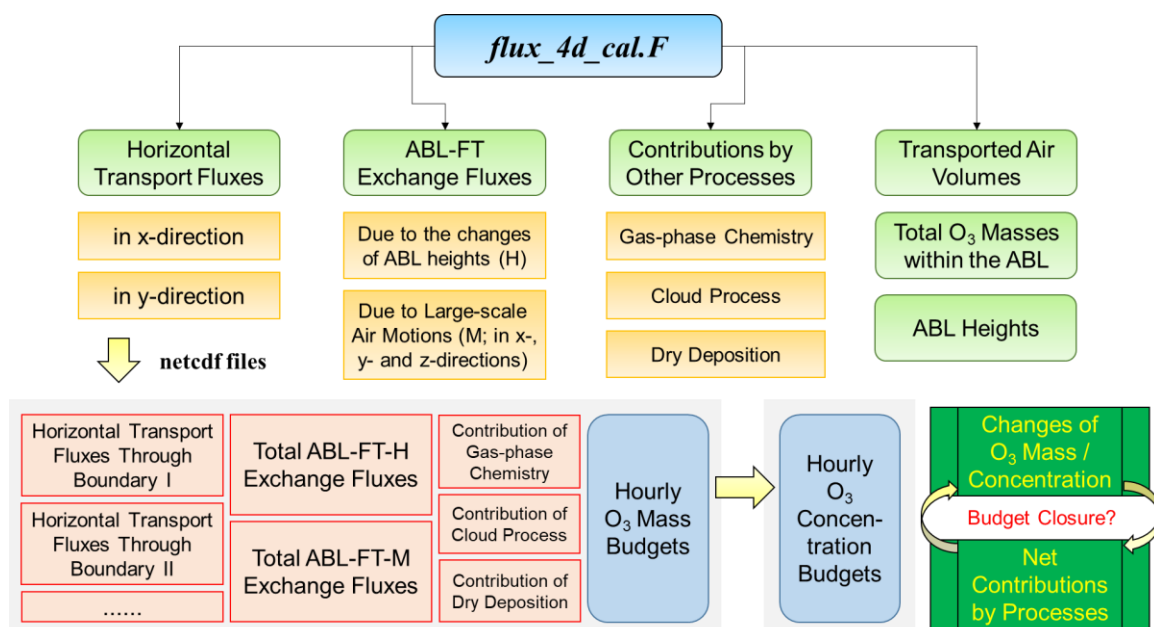 flux_4d_cal.F
Horizontal
Transport Fluxes
in x-direction
in y-direction
netcdf files
ABL-FT
Exchange Fluxes
Due to the changes
of ABL heights (H)
Due to Large-scale
Air Motions (M; in x-,
y- and z-directions)
Contributions by
Other Processes
Gas-phase Chemistry
Cloud Process
Dry Deposition
Transported Air
Volumes
Total O₃ Masses
within the ABL
ABL Heights
Horizontal Transport
Fluxes Through
Boundary I
Horizontal Transport
Fluxes Through
Boundary II
......
Total ABL-FT-H
Exchange Fluxes
Total ABL-FT-M
Exchange Fluxes
Contribution of
Gas-phase
Chemistry
Contribution of
Cloud Process
Contribution of
Dry Deposition
Hourly
O₃ Mass
Budgets
Hourly
O₃
Concen-
tration
Budgets
Changes of
O₃ Mass /
Concentration
Budget Closure?
Net
Contributions
by Processes